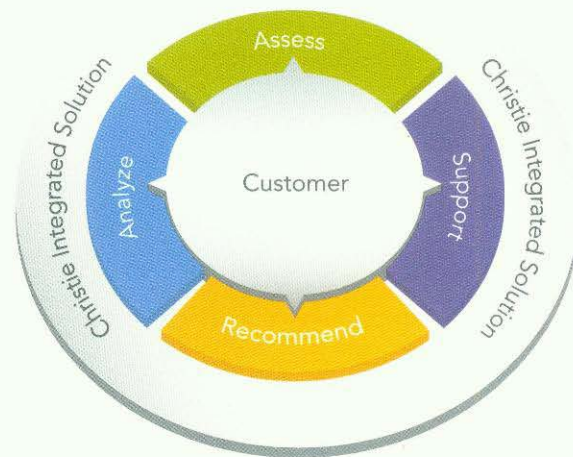 Assess
Christie Integrated Solution
Analyze
Customer
Support
Christie Integrated Solution
Recommend